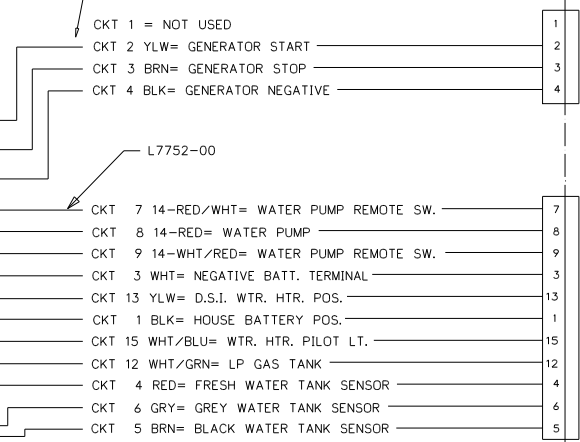 CKT 1 = NOT USED 1
CKT 2 YLW= GENERATOR START 2
CKT 3 BRN= GENERATOR STOP 3
CKT 4 BLK= GENERATOR NEGATIVE 4
L7752-00
CKT 7 14-RED/WHT= WATER PUMP REMOTE SW. 7
CKT 8 14-RED= WATER PUMP 8
CKT 9 14-WHT/RED= WATER PUMP REMOTE SW. 9
CKT 3 WHT= NEGATIVE BATT. TERMINAL 3
CKT 13 YLW= D.S.I. WTR. HTR. POS. 13
CKT 1 BLK= HOUSE BATTERY POS. 1
CKT 15 WHT/BLU= WTR. HTR. PILOT LT. 15
CKT 12 WHT/GRN= LP GAS TANK 12
CKT 4 RED= FRESH WATER TANK SENSOR 4
CKT 6 GRY= GREY WATER TANK SENSOR 6
CKT 5 BRN= BLACK WATER TANK SENSOR 5